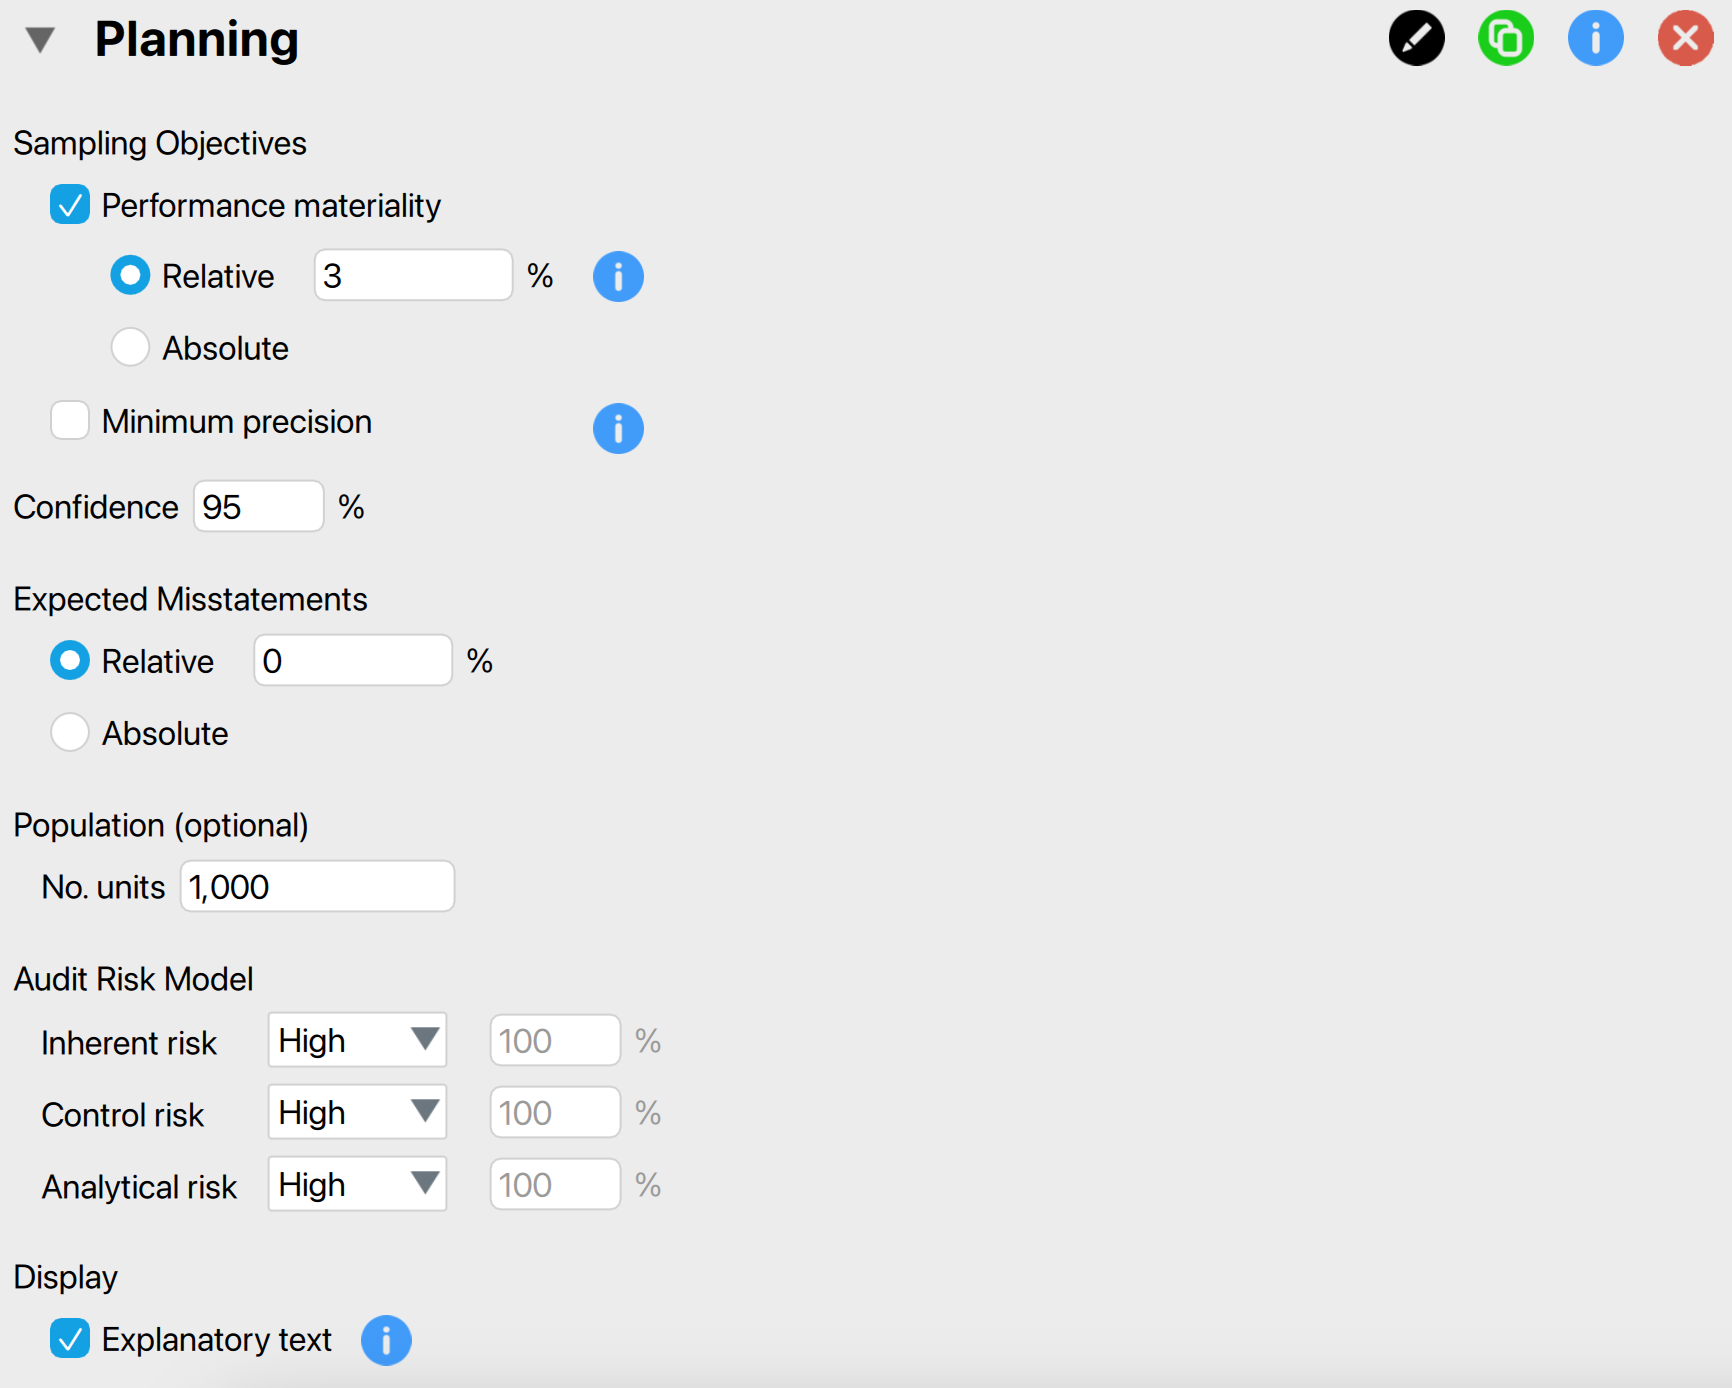 Planning
Sampling Objectives
Performance materiality
Relative 3 %
Absolute
Minimum precision
Confidence 95 %
Expected Misstatements
Relative 0 %
Absolute
Population (optional)
No. units 1,000
Audit Risk Model
Inherent risk High 100 %
Control risk High 100 %
Analytical risk High 100 %
Display
Explanatory text